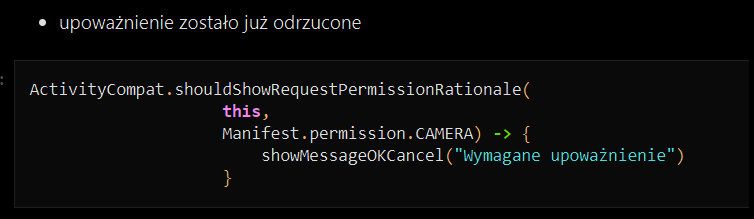 upoważnienie zostało już odrzucone
ActivityCompat.shouldShowRequestPermissionRationale(
this,
Manifest.permission.CAMERA) -> {
showMessageOKCancel("Wymagane upoważnienie")
}